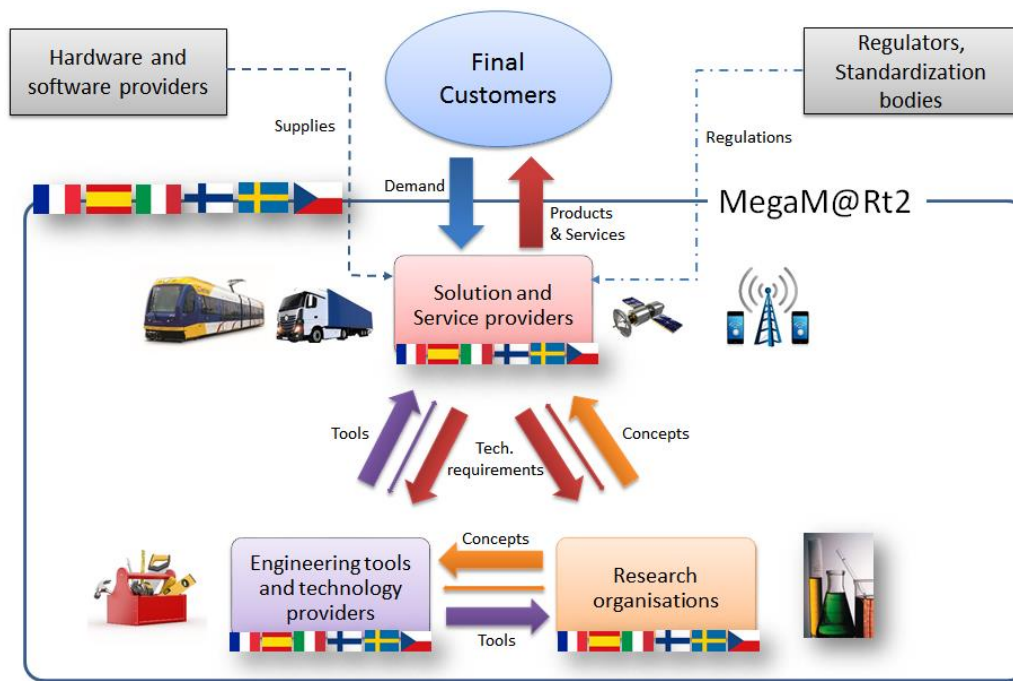 Hardware and
software providers
Final
Customers
Regulators,
Standardization
bodies
Supplies
Regulations
Demand
Products
& Services
MegaM@Rt2
Solution and
Service providers
Tools
Tech.
requirements
Concepts
Engineering tools
and technology
providers
Concepts
Tools
Research
organisations